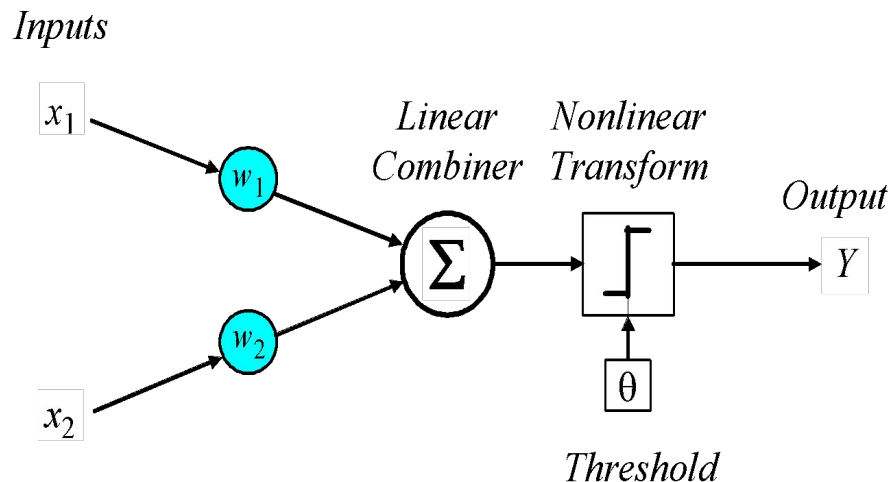 Inputs
x₁
w₁
Linear
Combiner
Nonlinear
Transform
Output
Σ
Y
w₂
x₂
θ
Threshold